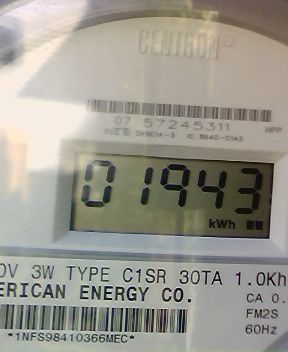 CENTRON
07 57245311
HPP
01943
kWh
0V 3W TYPE C1SR 30TA 1.0Kh
ERICAN ENERGY CO.
CA 0.
FM2S
60Hz
*1NFS98410366MEC*